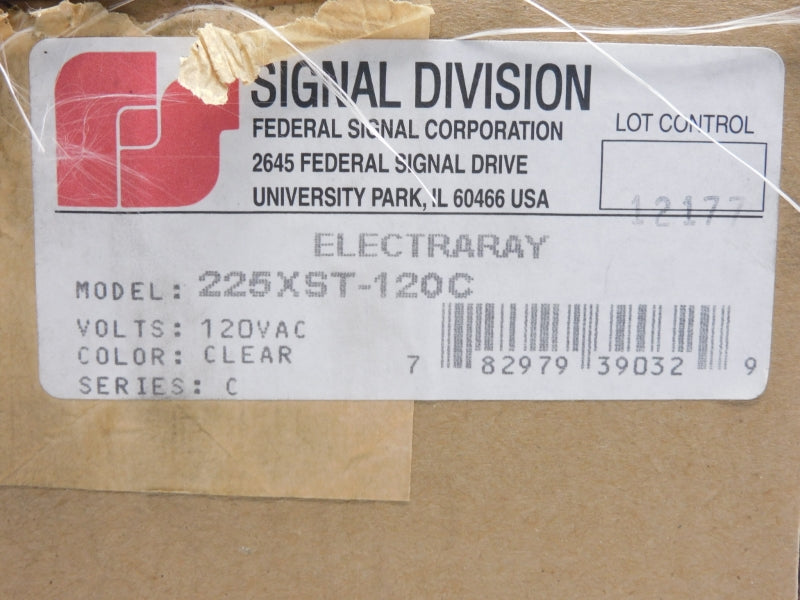 SIGNAL DIVISION
FEDERAL SIGNAL CORPORATION
2645 FEDERAL SIGNAL DRIVE
UNIVERSITY PARK, IL 60466 USA
LOT CONTROL
12177
ELECTRARAY
MODEL: 225XST-120C
VOLTS: 120VAC
COLOR: CLEAR
SERIES: C
7 82979 39032 9